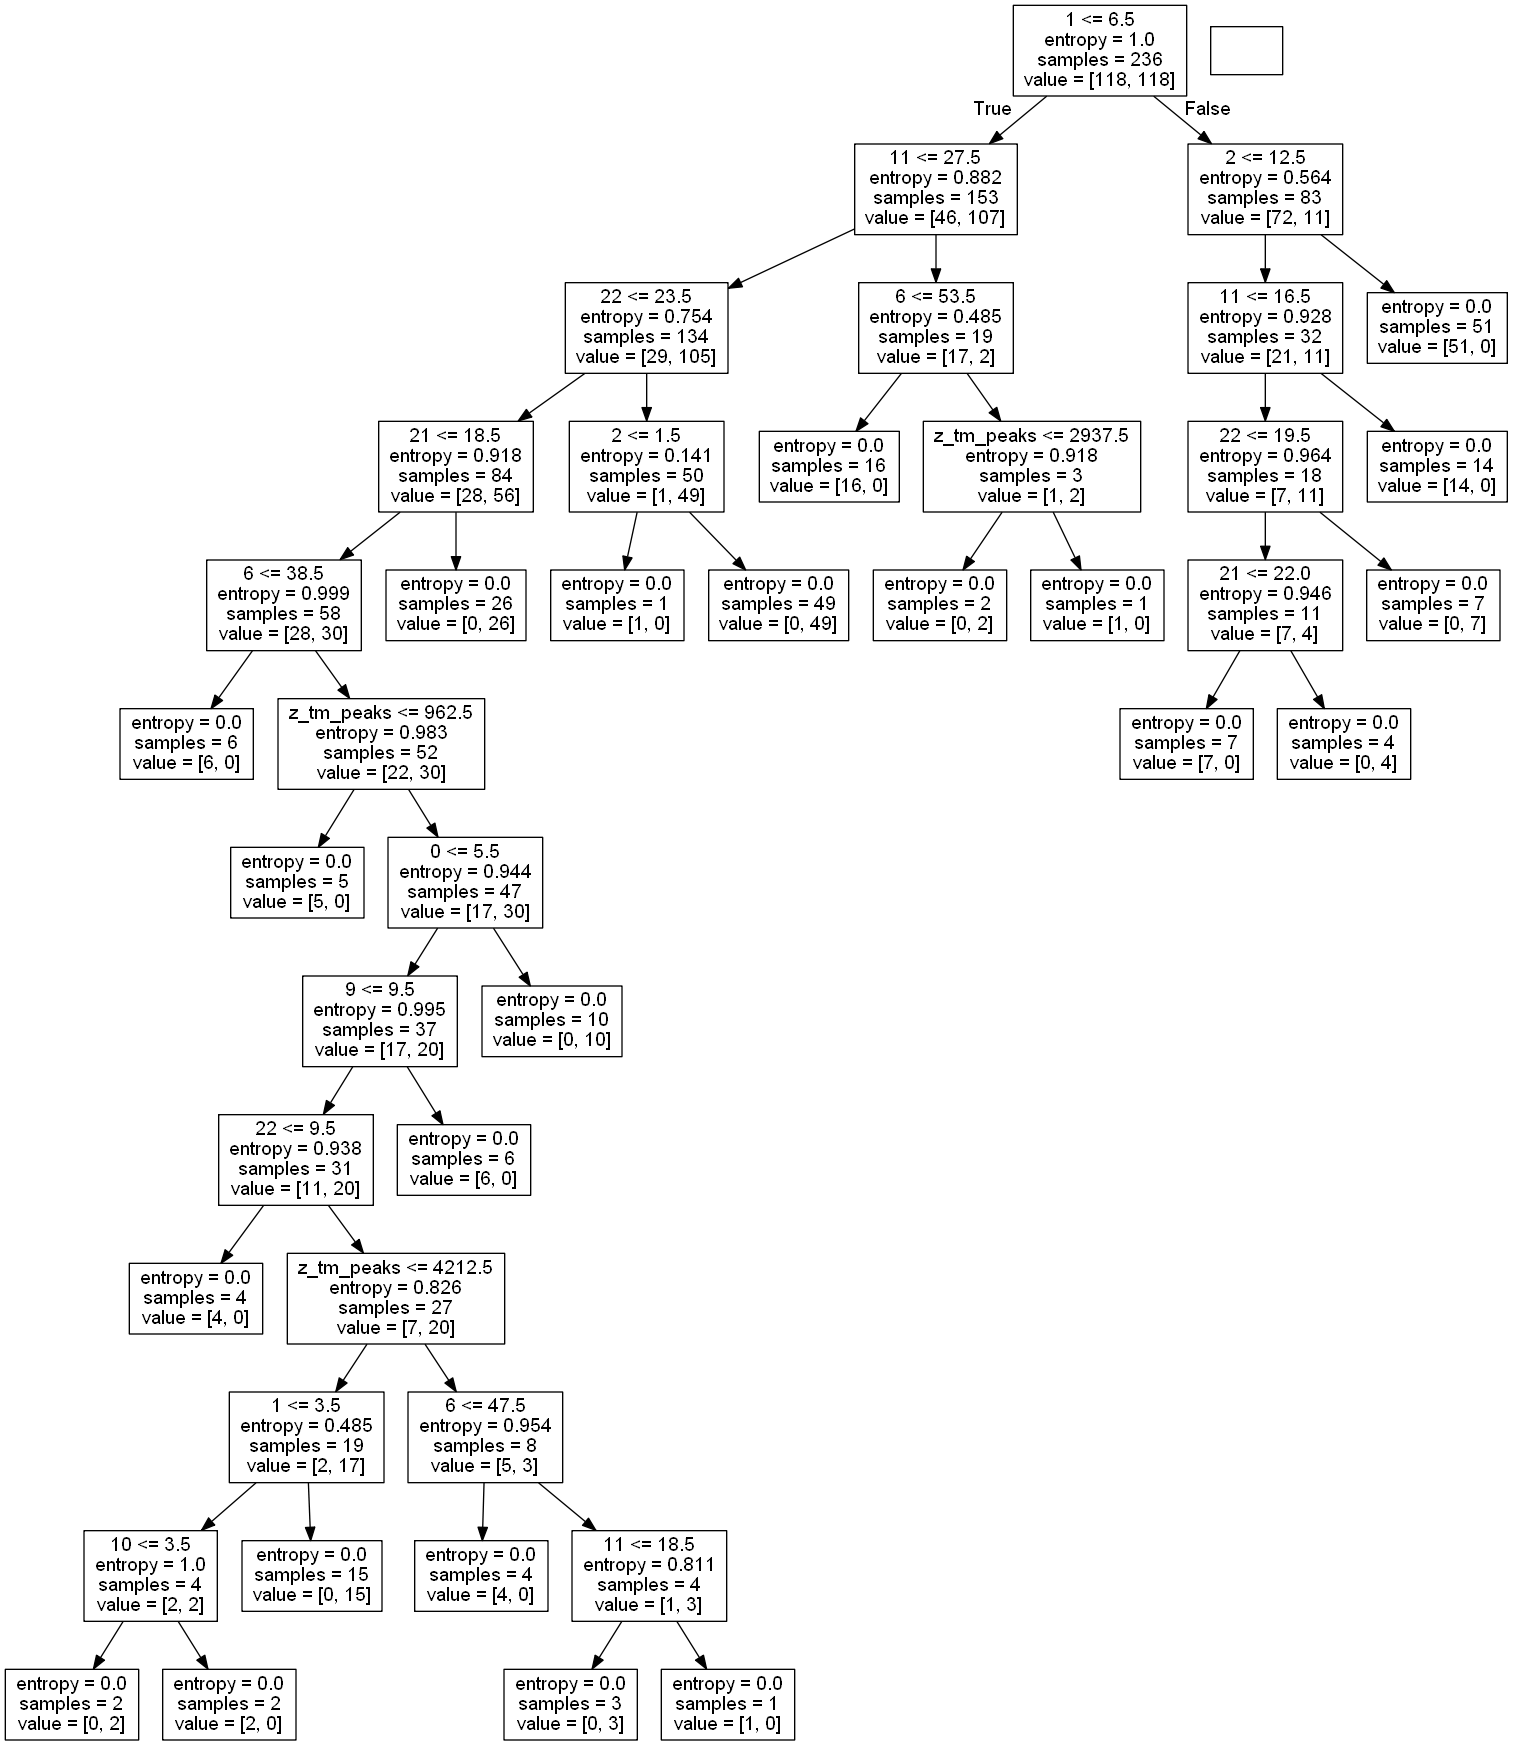 1 <= 6.5
entropy = 1.0
samples = 236
value = [118, 118]
True
False
11 <= 27.5
entropy = 0.882
samples = 153
value = [46, 107]
2 <= 12.5
entropy = 0.564
samples = 83
value = [72, 11]
22 <= 23.5
entropy = 0.754
samples = 134
value = [29, 105]
6 <= 53.5
entropy = 0.485
samples = 19
value = [17, 2]
11 <= 16.5
entropy = 0.928
samples = 32
value = [21, 11]
entropy = 0.0
samples = 51
value = [51, 0]
21 <= 18.5
entropy = 0.918
samples = 84
value = [28, 56]
2 <= 1.5
entropy = 0.141
samples = 50
value = [1, 49]
entropy = 0.0
samples = 16
value = [16, 0]
z_tm_peaks <= 2937.5
entropy = 0.918
samples = 3
value = [1, 2]
22 <= 19.5
entropy = 0.964
samples = 18
value = [7, 11]
entropy = 0.0
samples = 14
value = [14, 0]
6 <= 38.5
entropy = 0.999
samples = 58
value = [28, 30]
entropy = 0.0
samples = 26
value = [0, 26]
entropy = 0.0
samples = 1
value = [1, 0]
entropy = 0.0
samples = 49
value = [0, 49]
entropy = 0.0
samples = 2
value = [0, 2]
entropy = 0.0
samples = 1
value = [1, 0]
21 <= 22.0
entropy = 0.946
samples = 11
value = [7, 4]
entropy = 0.0
samples = 7
value = [0, 7]
entropy = 0.0
samples = 6
value = [6, 0]
z_tm_peaks <= 962.5
entropy = 0.983
samples = 52
value = [22, 30]
entropy = 0.0
samples = 7
value = [7, 0]
entropy = 0.0
samples = 4
value = [0, 4]
entropy = 0.0
samples = 5
value = [5, 0]
0 <= 5.5
entropy = 0.944
samples = 47
value = [17, 30]
9 <= 9.5
entropy = 0.995
samples = 37
value = [17, 20]
entropy = 0.0
samples = 10
value = [0, 10]
22 <= 9.5
entropy = 0.938
samples = 31
value = [11, 20]
entropy = 0.0
samples = 6
value = [6, 0]
entropy = 0.0
samples = 4
value = [4, 0]
z_tm_peaks <= 4212.5
entropy = 0.826
samples = 27
value = [7, 20]
1 <= 3.5
entropy = 0.485
samples = 19
value = [2, 17]
6 <= 47.5
entropy = 0.954
samples = 8
value = [5, 3]
10 <= 3.5
entropy = 1.0
samples = 4
value = [2, 2]
entropy = 0.0
samples = 15
value = [0, 15]
entropy = 0.0
samples = 4
value = [4, 0]
11 <= 18.5
entropy = 0.811
samples = 4
value = [1, 3]
entropy = 0.0
samples = 2
value = [0, 2]
entropy = 0.0
samples = 2
value = [2, 0]
entropy = 0.0
samples = 3
value = [0, 3]
entropy = 0.0
samples = 1
value = [1, 0]